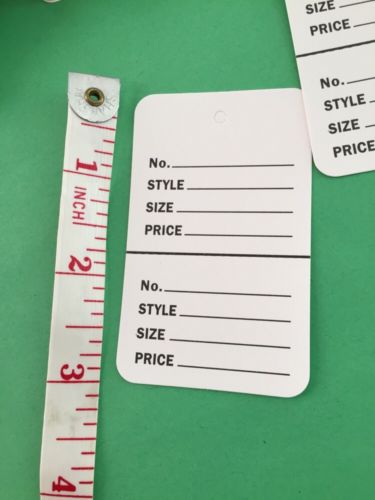 SIZE
PRICE
No.
STYLE
SIZE
PRICE
1
INCH
2
3
4
No.
STYLE
SIZE
PRICE
No.
STYLE
SIZE
PRICE